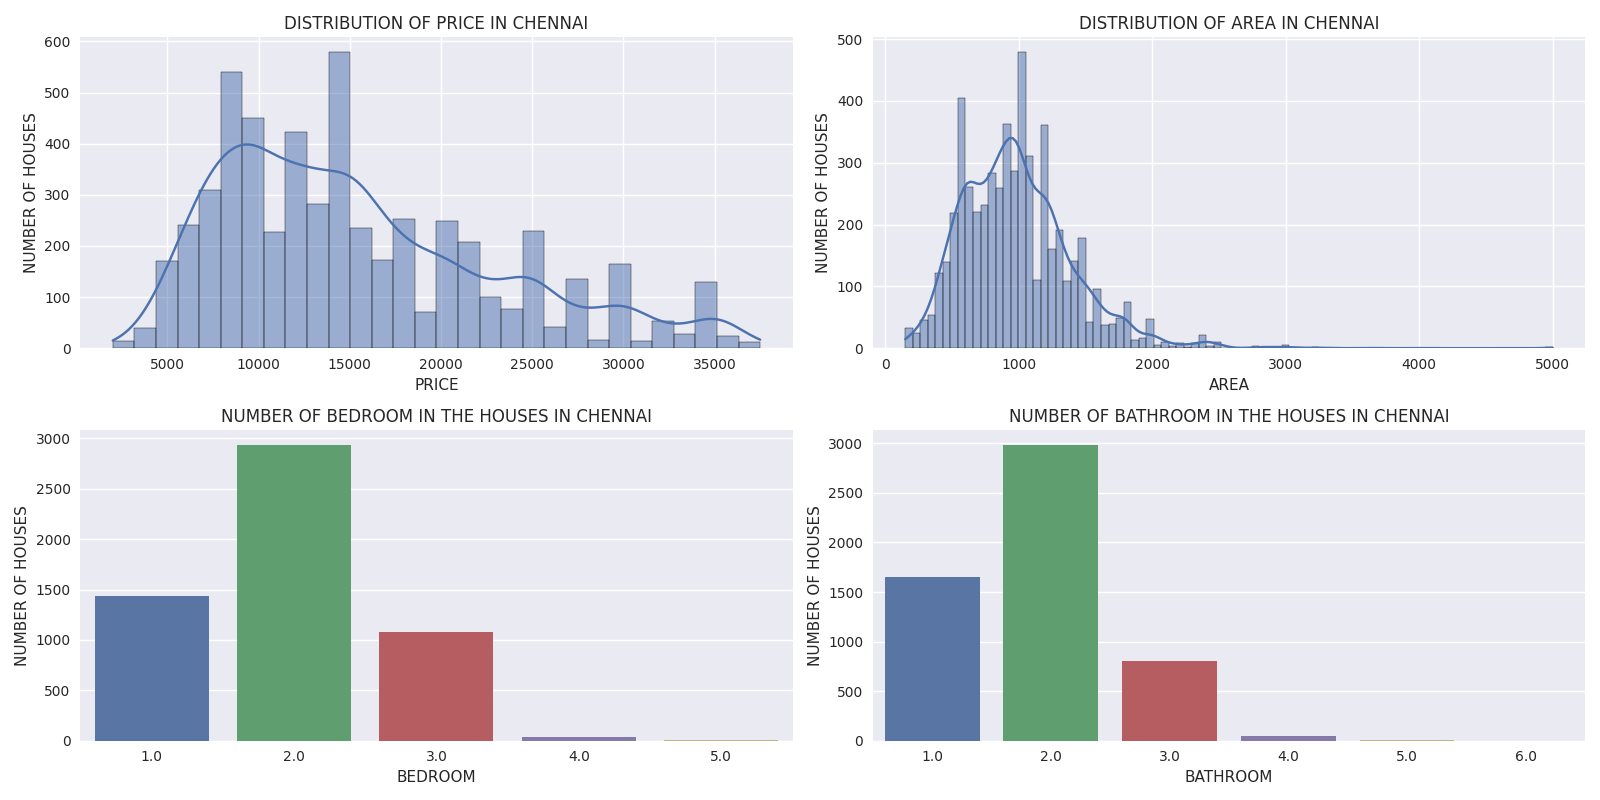 DISTRIBUTION OF PRICE IN CHENNAI
600
500
400
300
200
100
0
NUMBER OF HOUSES
5000 10000 15000 20000 25000 30000 35000
PRICE
DISTRIBUTION OF AREA IN CHENNAI
500
400
300
200
100
0
NUMBER OF HOUSES
0 1000 2000 3000 4000 5000
AREA
NUMBER OF BEDROOM IN THE HOUSES IN CHENNAI
3000
2500
2000
1500
1000
500
0
NUMBER OF HOUSES
1.0 2.0 3.0 4.0 5.0
BEDROOM
NUMBER OF BATHROOM IN THE HOUSES IN CHENNAI
3000
2500
2000
1500
1000
500
0
NUMBER OF HOUSES
1.0 2.0 3.0 4.0 5.0 6.0
BATHROOM